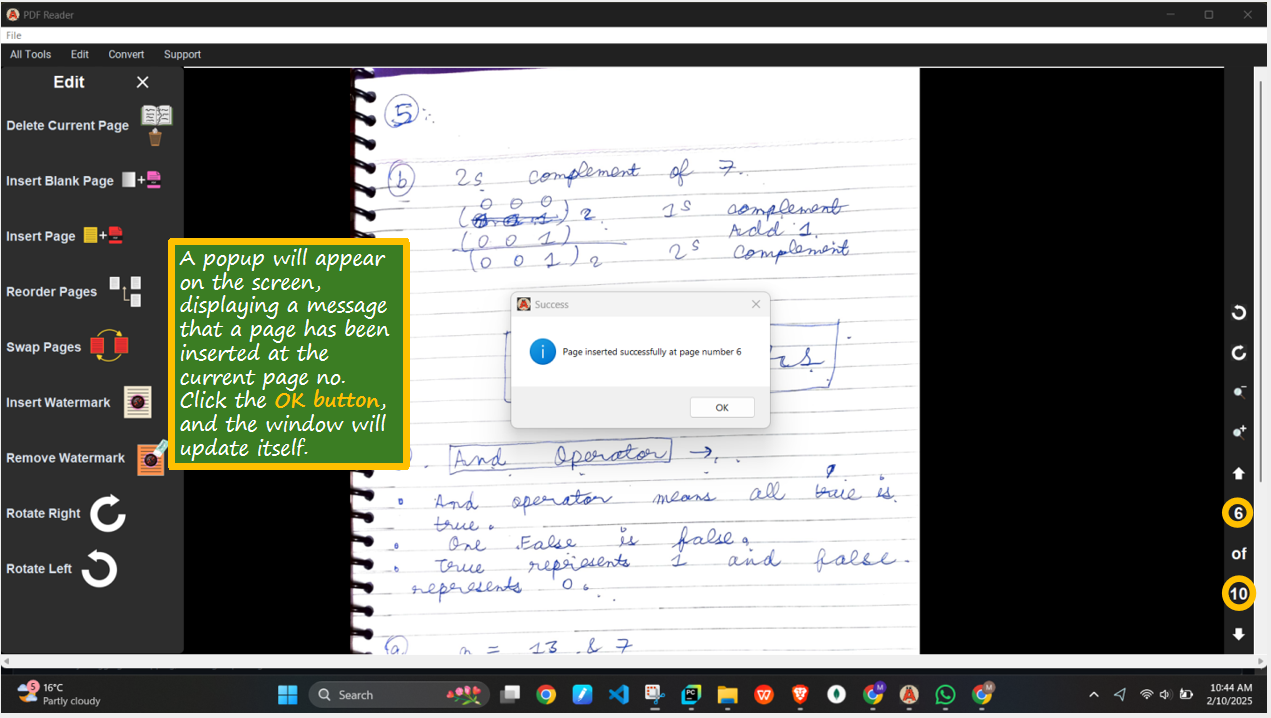 PDF Reader
File
All Tools Edit Convert Support
Edit
Delete Current Page
Insert Blank Page
Insert Page
Reorder Pages
Swap Pages
Insert Watermark
Remove Watermark
Rotate Right
Rotate Left
A popup will appear
on the screen,
displaying a message
that a page has been
inserted at the
current page no.
Click the OK button,
and the window will
update itself.
5
b 2s complement of 7.
0 0 0
( ) 2 1s complement
(0 0 1) Add 1.
(0 0 1) 2 2s complement
Success
Page inserted successfully at page number 6
OK
And Operator →
• And operator means all true is
true.
• One False is false.
• True represents 1 and false
represents 0.
a = 13 & 7
6
of
10
5
16°C
Partly cloudy
Search
PC
M
M
10:44 AM
2/10/2025